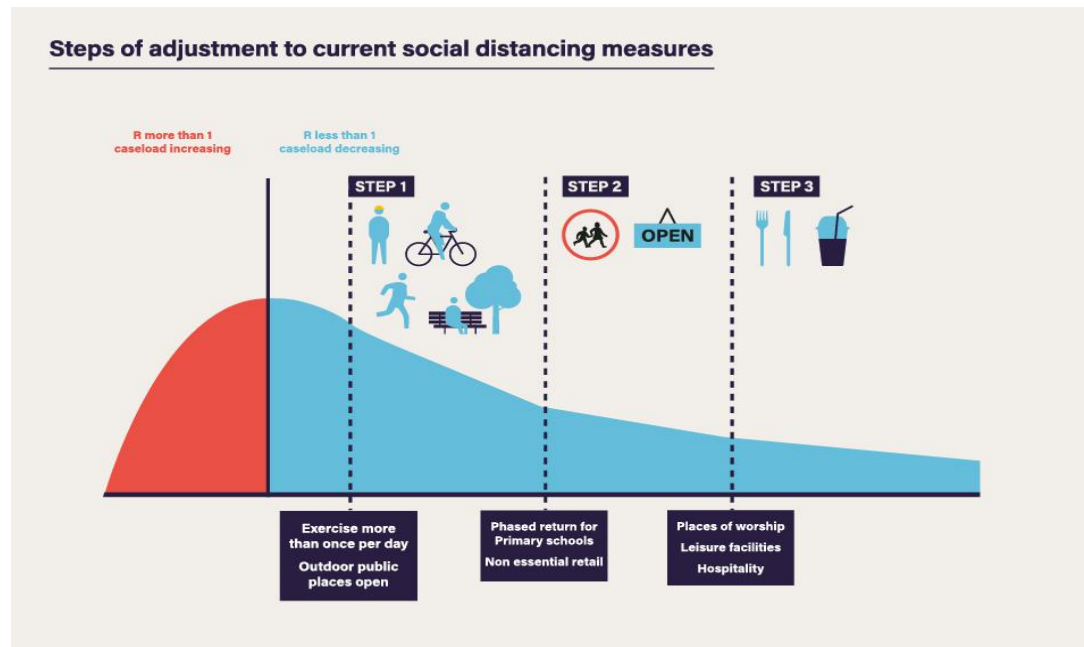 Steps of adjustment to current social distancing measures
R more than 1
caseload increasing
R less than 1
caseload decreasing
STEP 1
STEP 2
STEP 3
OPEN
Exercise more
than once per day
Outdoor public
places open
Phased return for
Primary schools
Non essential retail
Places of worship
Leisure facilities
Hospitality